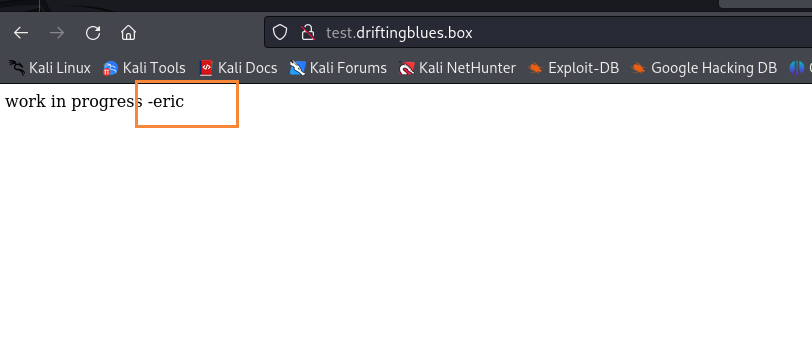 test.driftingblues.box
Kali Linux Kali Tools Kali Docs Kali Forums Kali NetHunter Exploit-DB Google Hacking DB
work in progress -eric